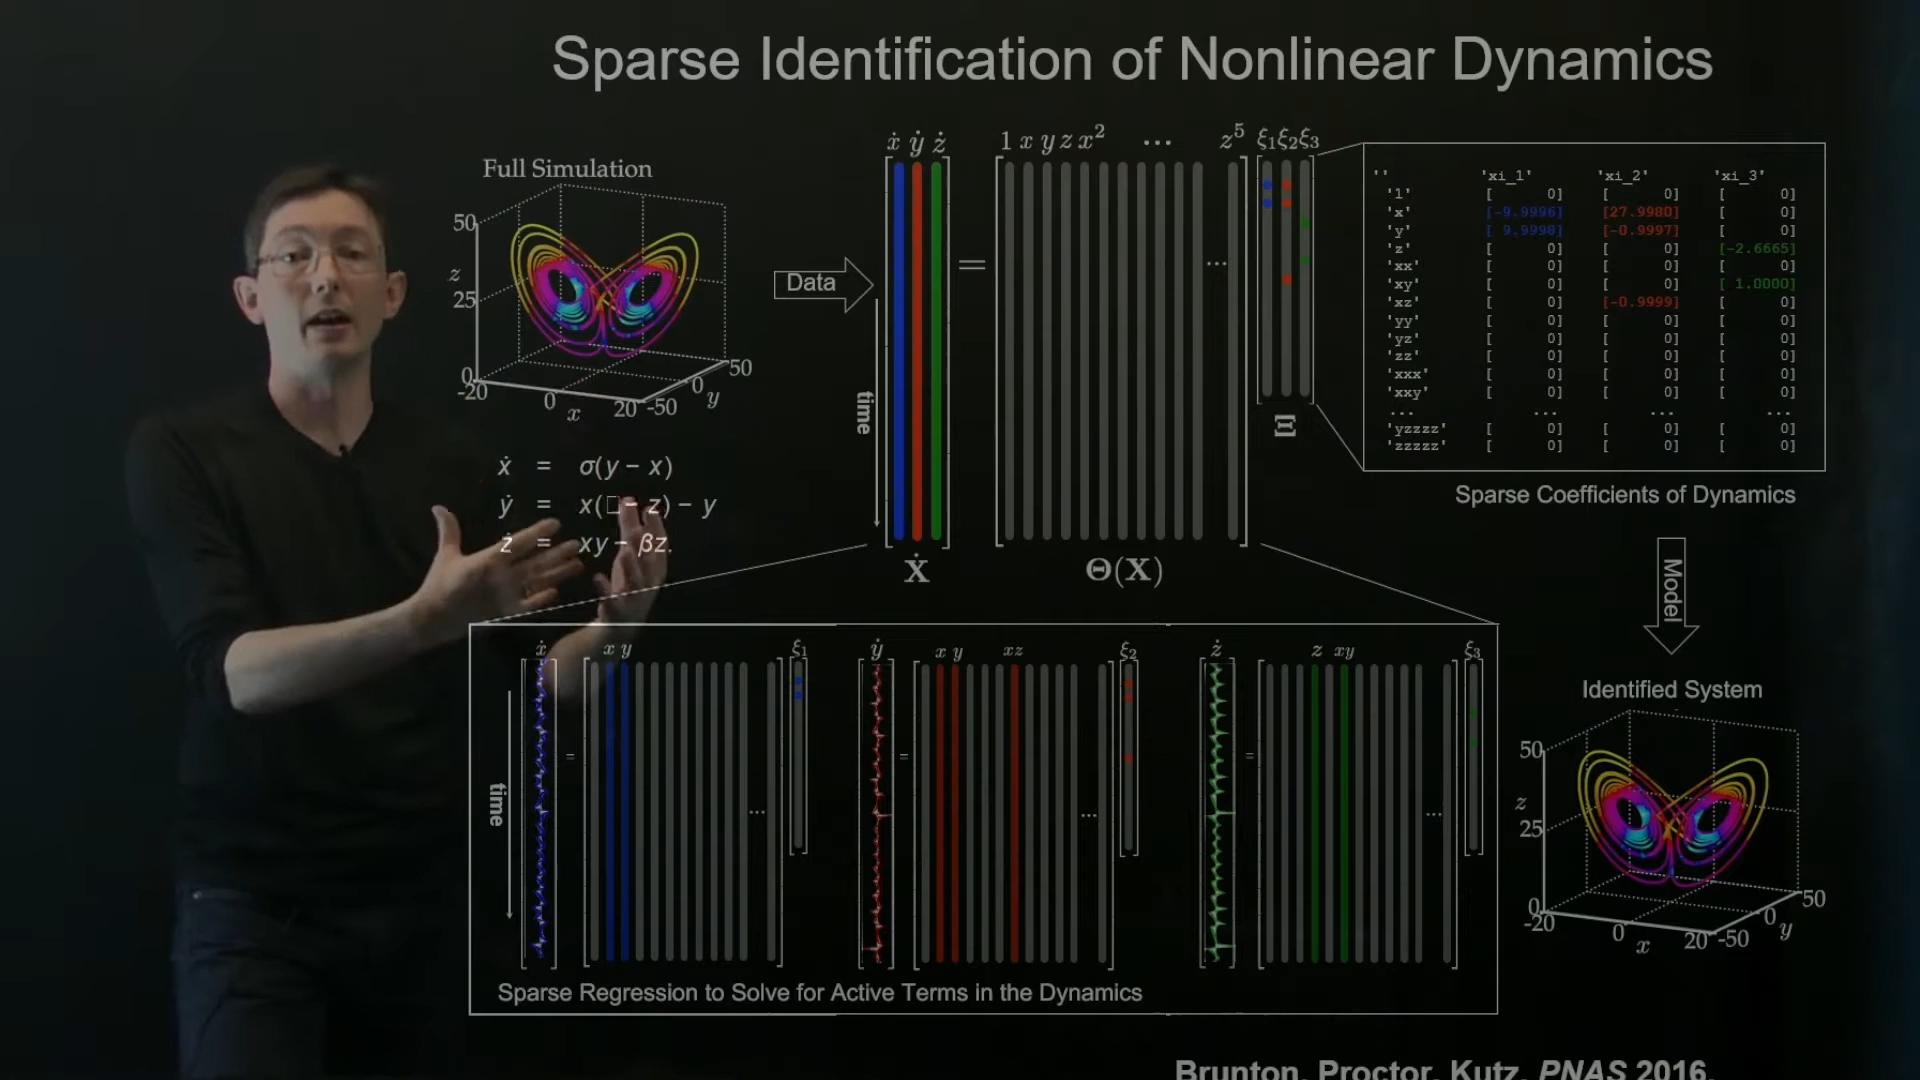 Sparse Identification of Nonlinear Dynamics
Full Simulation
50
z
25
0
-20
0
x
20
-50
0
y
50
ẋ = σ(y − x)
ẏ = x(□ − z) − y
ż = xy − βz.
Data
time
ẋ ẏ ż
Ẋ
=
1 x y z x² ... z⁵
...
Θ(X)
ξ₁ξ₂ξ₃
Ξ
'' 'xi_1' 'xi_2' 'xi_3'
'1' [ 0] [ 0] [ 0]
'x' [-9.9996] [27.9980] [ 0]
'y' [ 9.9998] [-0.9997] [ 0]
'z' [ 0] [ 0] [-2.6665]
'xx' [ 0] [ 0] [ 0]
'xy' [ 0] [ 0] [ 1.0000]
'xz' [ 0] [-0.9999] [ 0]
'yy' [ 0] [ 0] [ 0]
'yz' [ 0] [ 0] [ 0]
'zz' [ 0] [ 0] [ 0]
'xxx' [ 0] [ 0] [ 0]
'xxy' [ 0] [ 0] [ 0]
... ... ... ...
'yzzzz' [ 0] [ 0] [ 0]
'zzzzz' [ 0] [ 0] [ 0]
Sparse Coefficients of Dynamics
Model
time
ẋ = x y ... ξ₁
ẏ = x y xz ... ξ₂
ż = z xy ... ξ₃
Sparse Regression to Solve for Active Terms in the Dynamics
Identified System
50
z
25
0
-20
0
x
20
-50
0
y
50
Brunton, Proctor, Kutz, PNAS 2016.